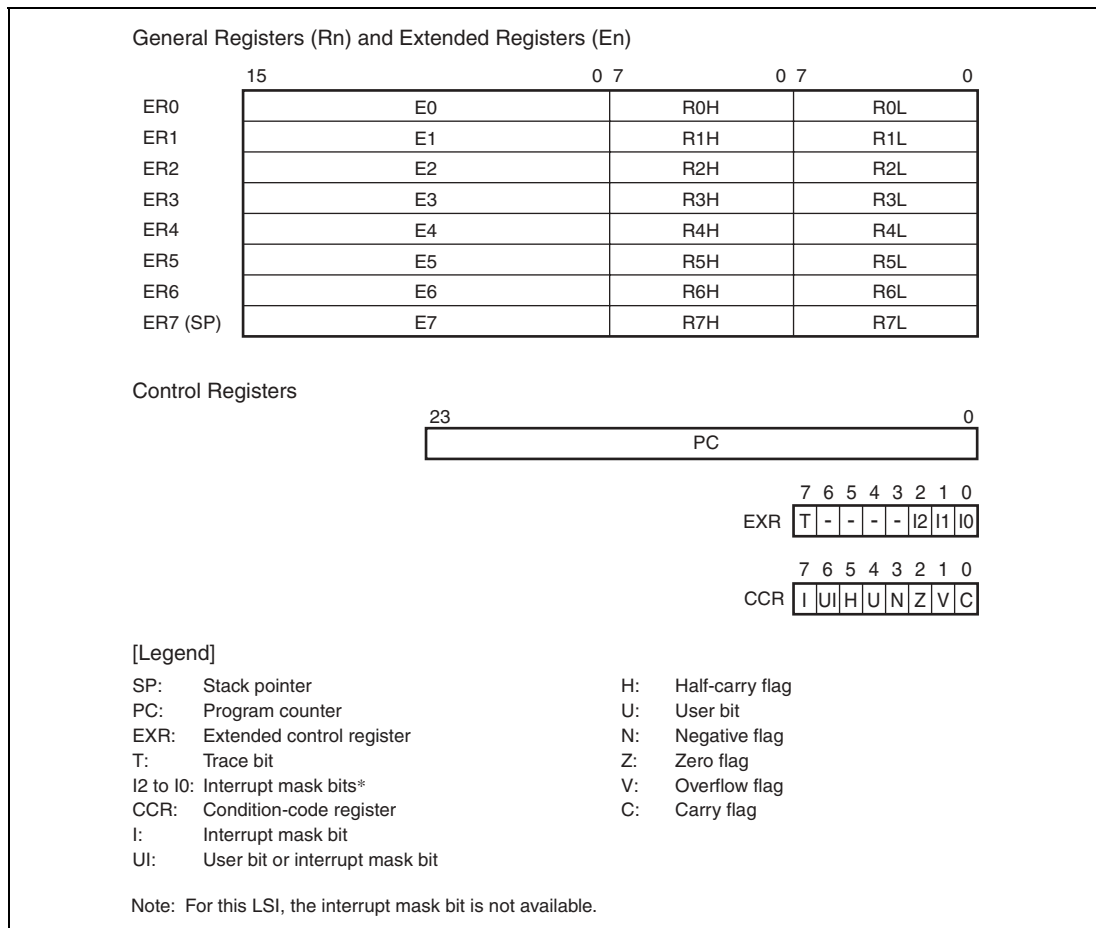 General Registers (Rn) and Extended Registers (En)
15 0 7 0 7 0
ER0 E0 R0H R0L
ER1 E1 R1H R1L
ER2 E2 R2H R2L
ER3 E3 R3H R3L
ER4 E4 R4H R4L
ER5 E5 R5H R5L
ER6 E6 R6H R6L
ER7 (SP) E7 R7H R7L
Control Registers
23 0
PC
7 6 5 4 3 2 1 0
EXR T - - - - I2 I1 I0
7 6 5 4 3 2 1 0
CCR I UI H U N Z V C
[Legend]
SP: Stack pointer
PC: Program counter
EXR: Extended control register
T: Trace bit
I2 to I0: Interrupt mask bits*
CCR: Condition-code register
I: Interrupt mask bit
UI: User bit or interrupt mask bit
H: Half-carry flag
U: User bit
N: Negative flag
Z: Zero flag
V: Overflow flag
C: Carry flag
Note: For this LSI, the interrupt mask bit is not available.